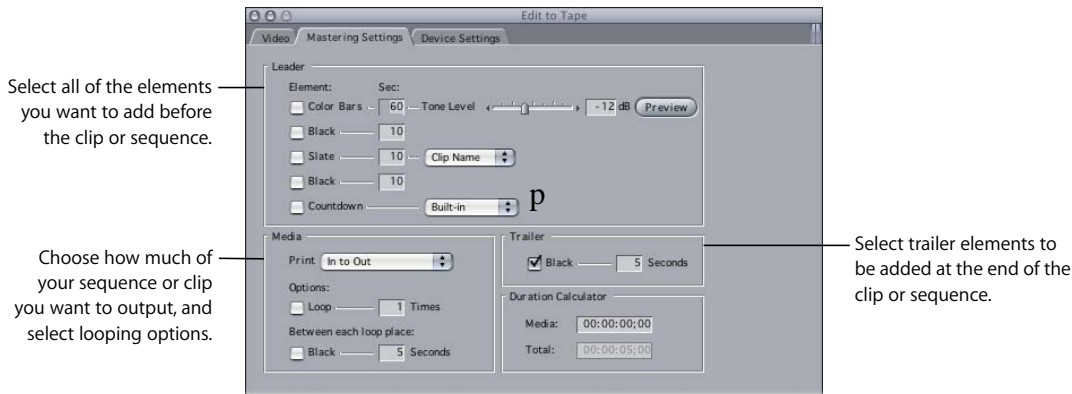 Edit to Tape
Video Mastering Settings Device Settings
Select all of the elements
you want to add before
the clip or sequence.
Leader
Element: Sec:
Color Bars 60 Tone Level -12 dB Preview
Black 10
Slate 10 Clip Name
Black 10
Countdown Built-in p
Choose how much of
your sequence or clip
you want to output, and
select looping options.
Media
Print In to Out
Options:
Loop 1 Times
Between each loop place:
Black 5 Seconds
Trailer
Black 5 Seconds
Duration Calculator
Media: 00:00:00;00
Total: 00:00:05;00
Select trailer elements to
be added at the end of the
clip or sequence.